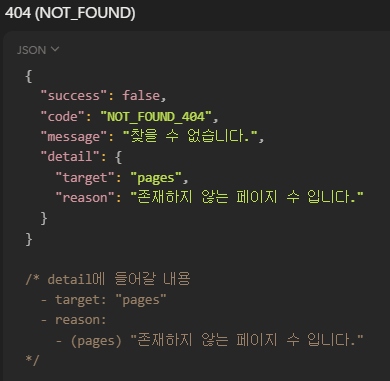 404 (NOT_FOUND)
JSON
{
"success": false,
"code": "NOT_FOUND_404",
"message": "찾을 수 없습니다.",
"detail": {
"target": "pages",
"reason": "존재하지 않는 페이지 수 입니다."
}
}
/* detail에 들어갈 내용
- target: "pages"
- reason:
- (pages) "존재하지 않는 페이지 수 입니다."
*/